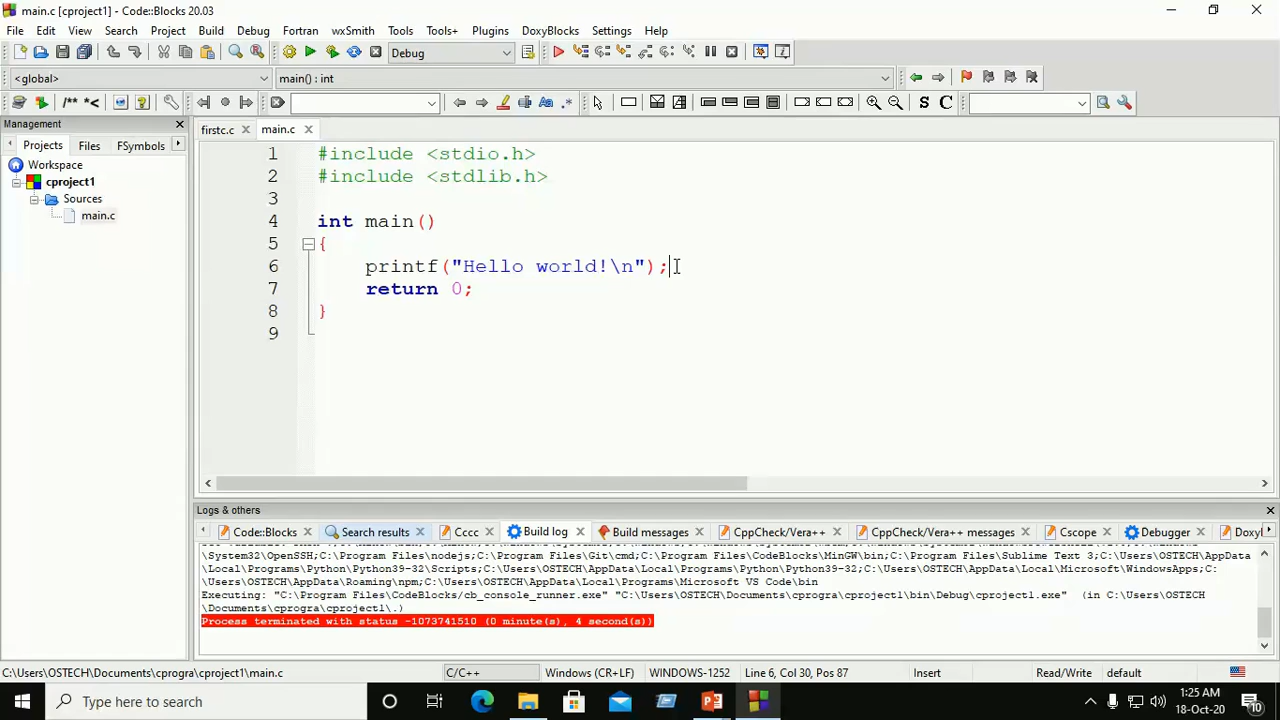 main.c [cproject1] - Code::Blocks 20.03
File Edit View Search Project Build Debug Fortran wxSmith Tools Tools+ Plugins DoxyBlocks Settings Help
Debug
<global> main() : int
/** *< Aa .* S C
Management
Projects Files FSymbols
Workspace
cproject1
Sources
main.c
firstc.c main.c
1 #include <stdio.h>
2 #include <stdlib.h>
3
4 int main()
5 {
6 printf("Hello world!\n");
7 return 0;
8 }
9
Logs & others
Code::Blocks Search results Cccc Build log Build messages CppCheck/Vera++ CppCheck/Vera++ messages Cscope Debugger Doxyl
\System32\OpenSSH;C:\Program Files\nodejs;C:\Program Files\Git\cmd;C:\Program Files\CodeBlocks\MinGW\bin;C:\Program Files\Sublime Text 3;C:\Users\OSTECH\AppData
\Local\Programs\Python\Python39-32\Scripts;C:\Users\OSTECH\AppData\Local\Programs\Python\Python39-32;C:\Users\OSTECH\AppData\Local\Microsoft\WindowsApps;C:
\Users\OSTECH\AppData\Roaming\npm;C:\Users\OSTECH\AppData\Local\Programs\Microsoft VS Code\bin
Executing: "C:\Program Files\CodeBlocks/cb_console_runner.exe" "C:\Users\OSTECH\Documents\cprogra\cproject1\bin\Debug\cproject1.exe" (in C:\Users\OSTECH
\Documents\cprogra\cproject1\.)
Process terminated with status -1073741510 (0 minute(s), 4 second(s))
C:\Users\OSTECH\Documents\cprogra\cproject1\main.c C/C++ Windows (CR+LF) WINDOWS-1252 Line 6, Col 30, Pos 87 Insert Read/Write default
Type here to search
1:25 AM
18-Oct-20
10